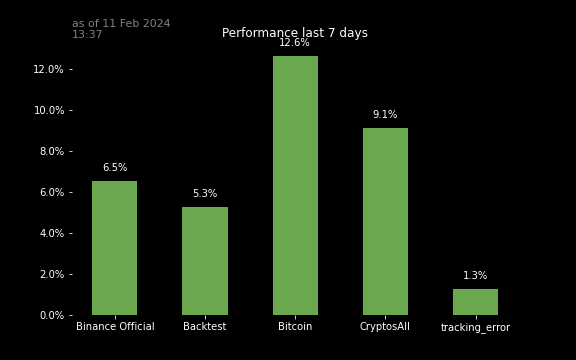 as of 11 Feb 2024
13:37
Performance last 7 days
12.6%
12.0%
10.0%
9.1%
8.0%
6.5%
6.0%
5.3%
4.0%
2.0%
1.3%
0.0%
Binance Official
Backtest
Bitcoin
CryptosAll
tracking_error